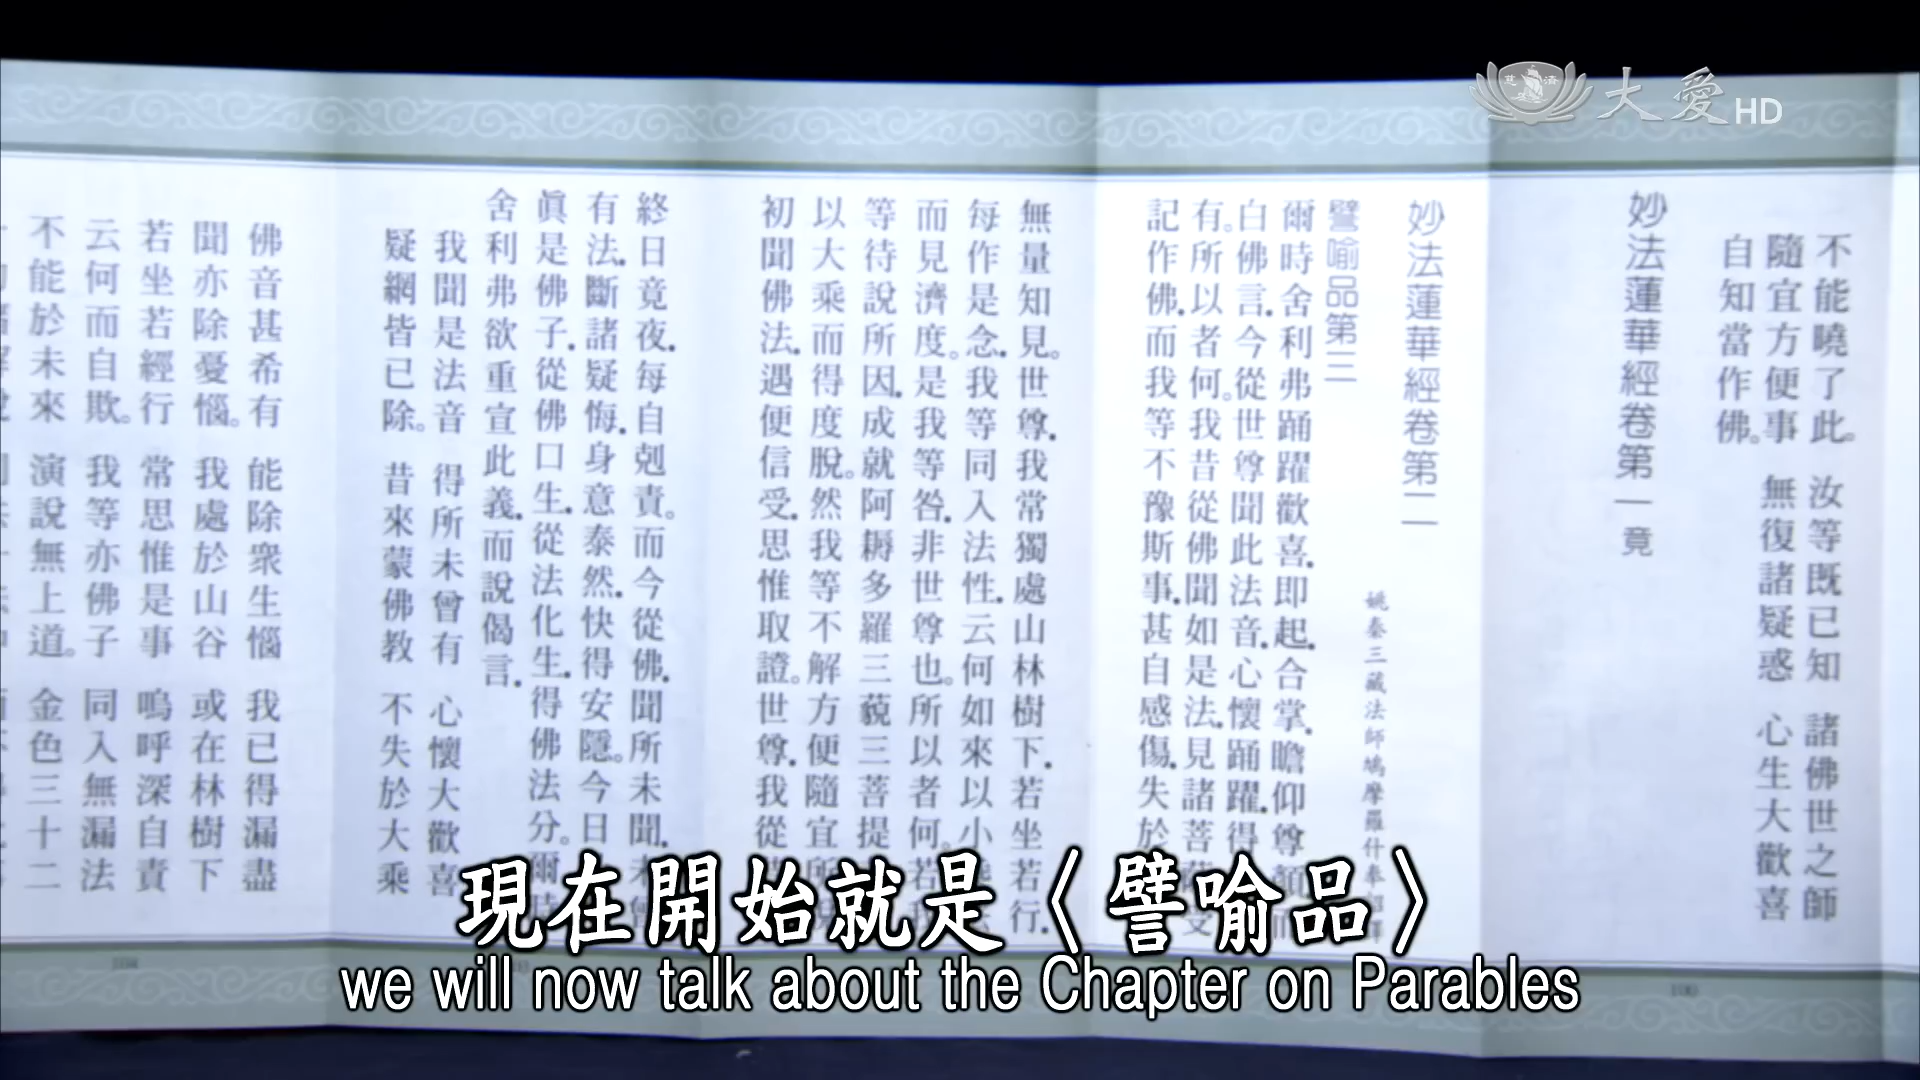 大愛HD
慈濟
不能曉了此。 汝等既已知 諸佛世之師
隨宜方便事 無復諸疑惑 心生大歡喜
自知當作佛。
妙法蓮華經卷第一 竟
妙法蓮華經卷第二
姚秦三藏法師鳩摩羅什奉詔譯
譬喻品第三
爾時舍利弗踊躍歡喜.即起.合掌.瞻仰尊顏而
白佛言.今從世尊聞此法音.心懷踊躍.得
有。所以者何。我昔從佛聞如是法.見諸菩薩受
記作佛.而我等不豫斯事.甚自感傷.失於
無量知見。世尊.我常獨處山林樹下.若坐若行.
每作是念.我等同入法性.云何如來以小
而見濟度。是我等咎.非世尊也。所以者何。若我
等待說所因.成就阿耨多羅三藐三菩提
以大乘而得度脫。然我等不解方便隨宜所
初聞佛法.遇便信受.思惟取證。世尊.我從
終日竟夜.每自剋責。而今從佛.聞所未聞.未曾
有法.斷諸疑悔.身意泰然.快得安隱。今日
眞是佛子.從佛口生.從法化生.得佛法分。爾時
舍利弗欲重宣此義.而說偈言.
我聞是法音 得所未曾有 心懷大歡喜
疑網皆已除。 昔來蒙佛教 不失於大乘
佛音甚希有 能除眾生惱 我已得漏盡
聞亦除憂惱。 我處於山谷 或在林樹下
若坐若經行 常思惟是事 嗚呼深自責
云何而自欺。 我等亦佛子 同入無漏法
不能於未來 演說無上道。 金色三十二
現在開始就是〈譬喻品〉
we will now talk about the Chapter on Parables